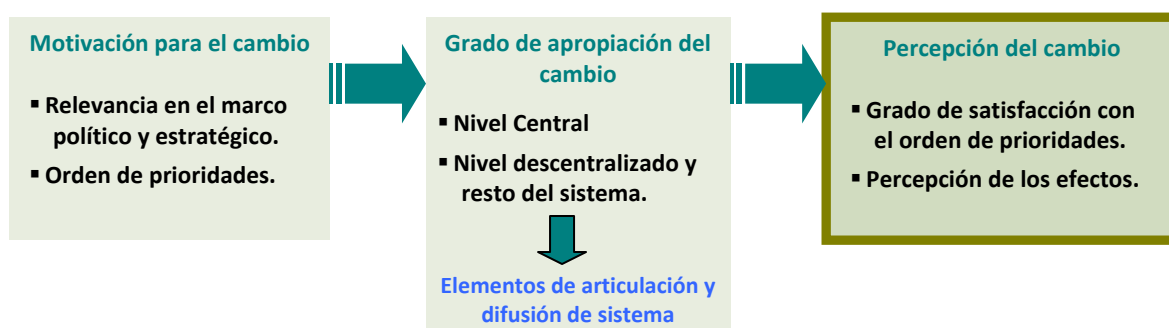 Motivación para el cambio
▪ Relevancia en el marco
político y estratégico.
▪ Orden de prioridades.
Grado de apropiación del
cambio
▪ Nivel Central
▪ Nivel descentralizado y
resto del sistema.
Elementos de articulación y
difusión de sistema
Percepción del cambio
▪ Grado de satisfacción con
el orden de prioridades.
▪ Percepción de los efectos.